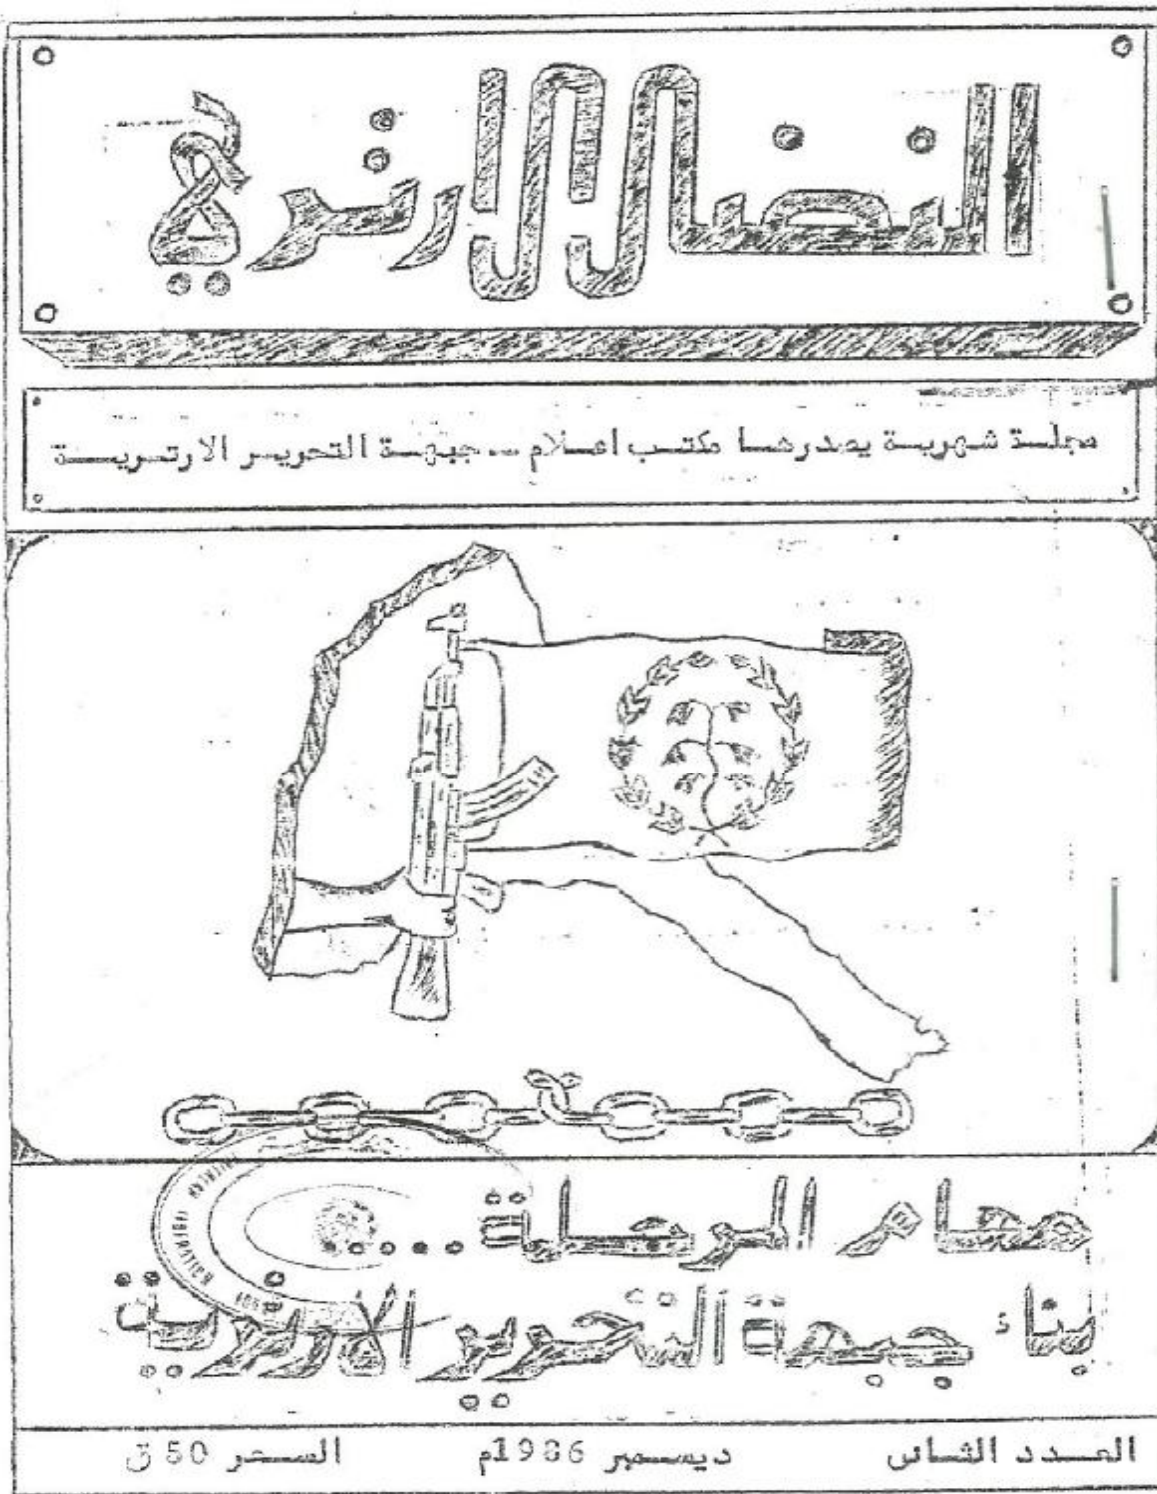 النضال الارترية
مجلة شهرية يصدرها مكتب اعلام - جبهة التحرير الارترية
مهام المرحلة ....
بناء جبهة التحرير الارترية
العدد الثاني
ديسمبر 1986م
السعر 50 ق